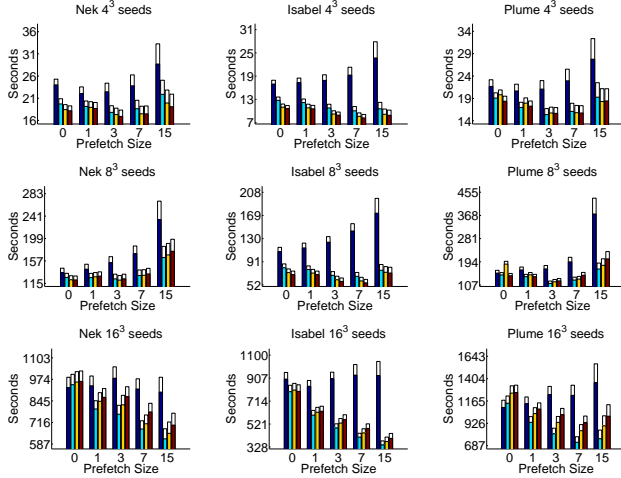 Nek 4³ seeds
Seconds
36
31
26
21
16
0 1 3 7 15
Prefetch Size
Isabel 4³ seeds
Seconds
31
25
19
13
7
0 1 3 7 15
Prefetch Size
Plume 4³ seeds
Seconds
34
29
24
19
14
0 1 3 7 15
Prefetch Size
Nek 8³ seeds
Seconds
283
241
199
157
115
0 1 3 7 15
Prefetch Size
Isabel 8³ seeds
Seconds
208
169
130
91
52
0 1 3 7 15
Prefetch Size
Plume 8³ seeds
Seconds
455
368
281
194
107
0 1 3 7 15
Prefetch Size
Nek 16³ seeds
Seconds
1103
974
845
716
587
0 1 3 7 15
Prefetch Size
Isabel 16³ seeds
Seconds
1100
907
714
521
328
0 1 3 7 15
Prefetch Size
Plume 16³ seeds
Seconds
1643
1404
1165
926
687
0 1 3 7 15
Prefetch Size